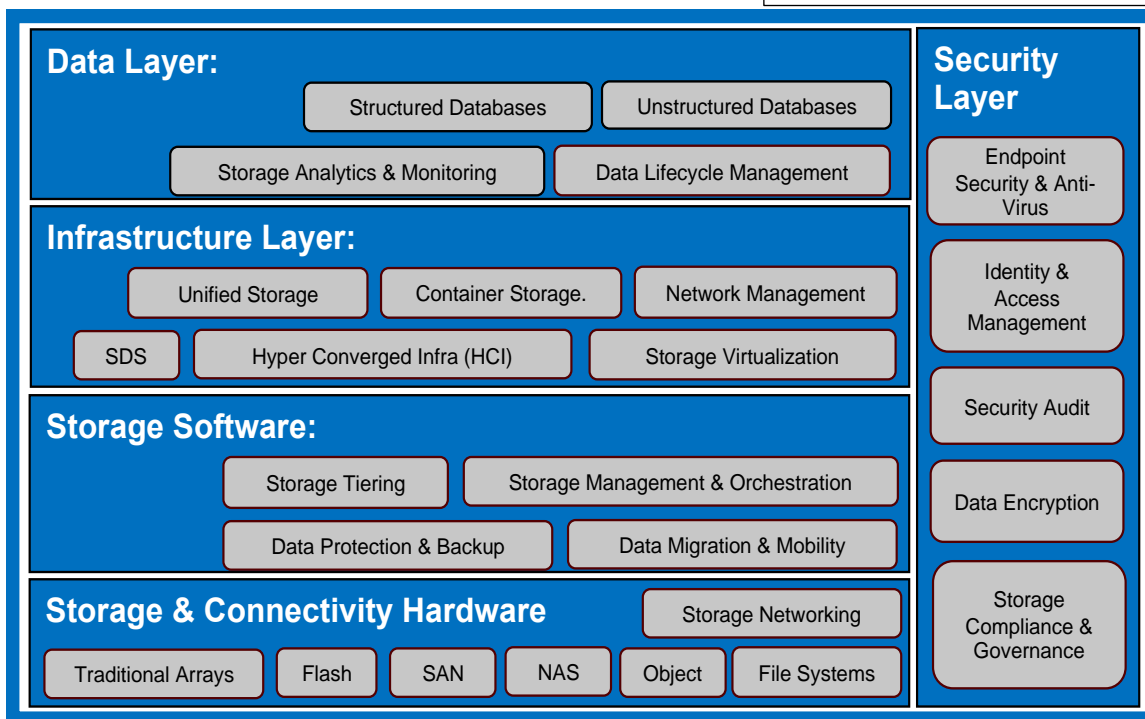 Data Layer:
Structured Databases
Unstructured Databases
Storage Analytics & Monitoring
Data Lifecycle Management
Infrastructure Layer:
Unified Storage
Container Storage.
Network Management
SDS
Hyper Converged Infra (HCI)
Storage Virtualization
Storage Software:
Storage Tiering
Storage Management & Orchestration
Data Protection & Backup
Data Migration & Mobility
Storage & Connectivity Hardware
Storage Networking
Traditional Arrays
Flash
SAN
NAS
Object
File Systems
Security
Layer
Endpoint
Security & Anti-
Virus
Identity &
Access
Management
Security Audit
Data Encryption
Storage
Compliance &
Governance